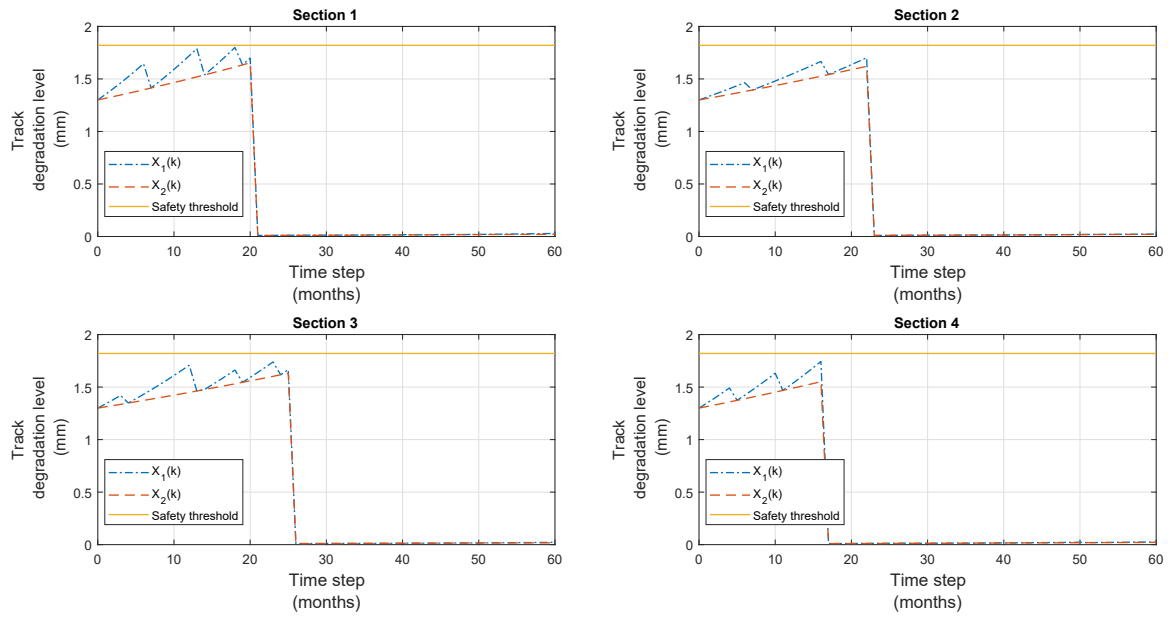 Section 1
2
1.5
1
0.5
0
Track
degradation level
(mm)
X1(k)
X2(k)
Safety threshold
0 10 20 30 40 50 60
Time step
(months)
Section 2
2
1.5
1
0.5
0
Track
degradation level
(mm)
X1(k)
X2(k)
Safety threshold
0 10 20 30 40 50 60
Time step
(months)
Section 3
2
1.5
1
0.5
0
Track
degradation level
(mm)
X1(k)
X2(k)
Safety threshold
0 10 20 30 40 50 60
Time step
(months)
Section 4
2
1.5
1
0.5
0
Track
degradation level
(mm)
X1(k)
X2(k)
Safety threshold
0 10 20 30 40 50 60
Time step
(months)